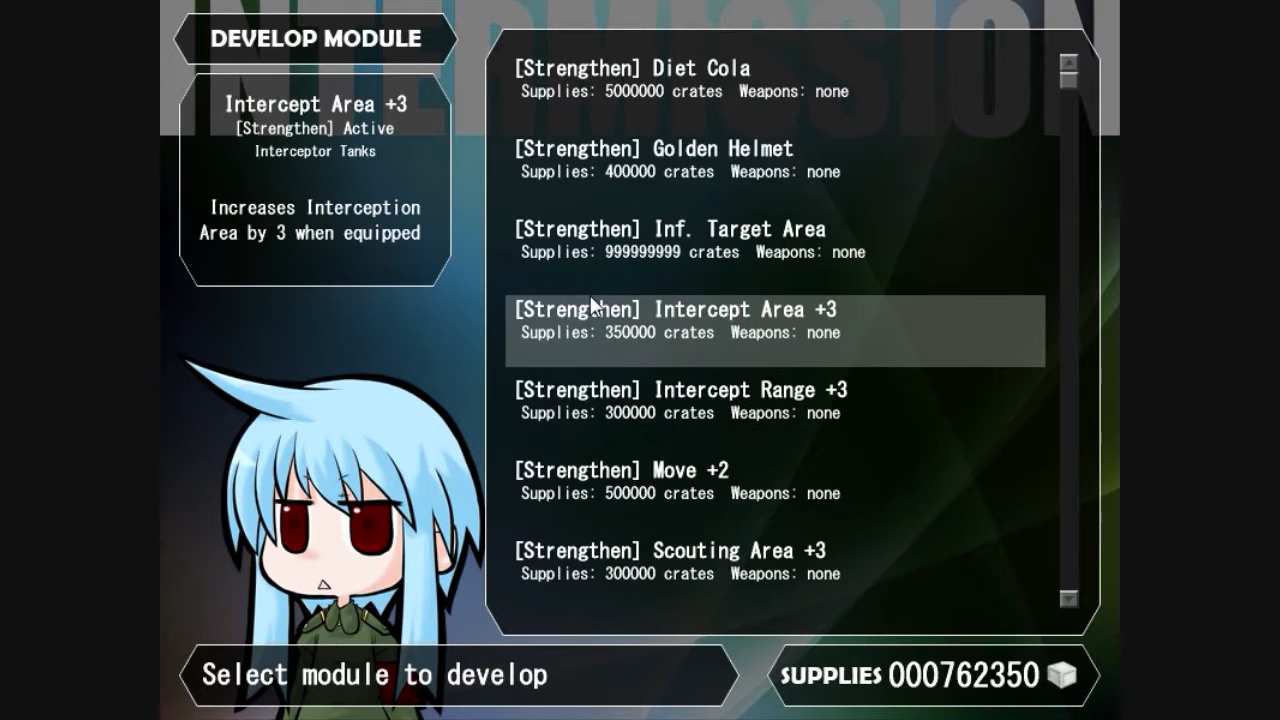 INTERMISSION
DEVELOP MODULE
Intercept Area +3
[Strengthen] Active
Interceptor Tanks
Increases Interception
Area by 3 when equipped
[Strengthen] Diet Cola
Supplies: 5000000 crates Weapons: none
[Strengthen] Golden Helmet
Supplies: 400000 crates Weapons: none
[Strengthen] Inf. Target Area
Supplies: 999999999 crates Weapons: none
[Strengthen] Intercept Area +3
Supplies: 350000 crates Weapons: none
[Strengthen] Intercept Range +3
Supplies: 300000 crates Weapons: none
[Strengthen] Move +2
Supplies: 500000 crates Weapons: none
[Strengthen] Scouting Area +3
Supplies: 300000 crates Weapons: none
Select module to develop
SUPPLIES 000762350